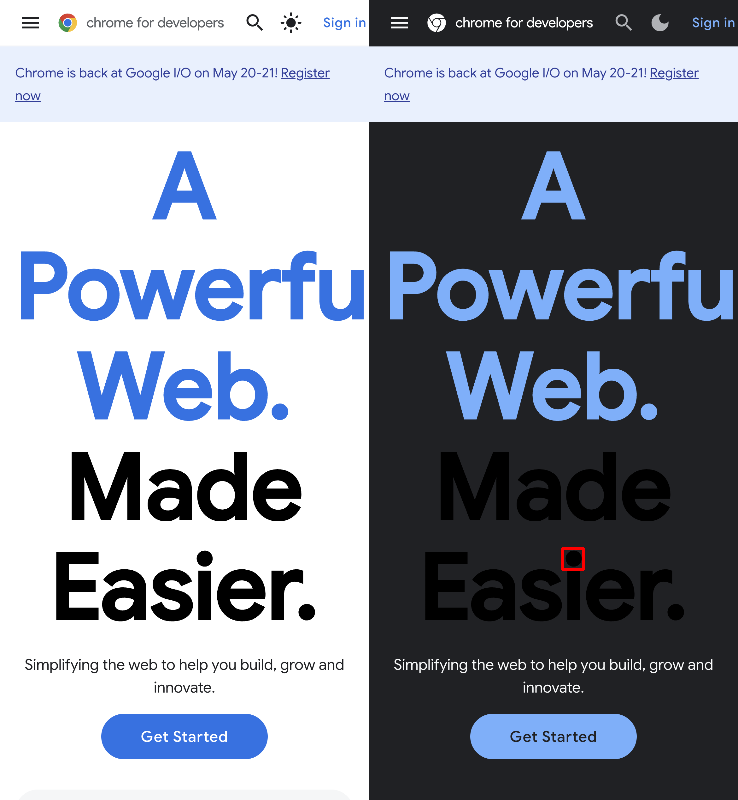 chrome for developers
Sign in
Chrome is back at Google I/O on May 20-21! Register
now
A
Powerfu
Web.
Made
Easier.
Simplifying the web to help you build, grow and
innovate.
Get Started
chrome for developers
Sign in
Chrome is back at Google I/O on May 20-21! Register
now
A
Powerfu
Web.
Made
Easier.
Simplifying the web to help you build, grow and
innovate.
Get Started